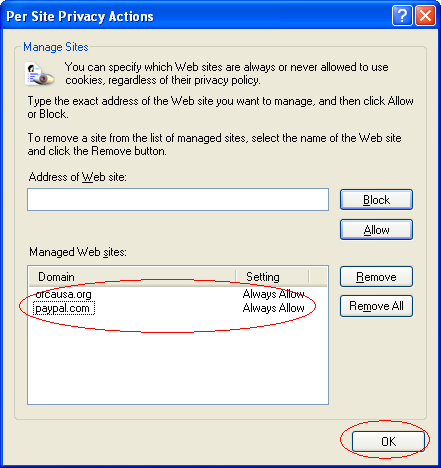 Per Site Privacy Actions
Manage Sites
You can specify which Web sites are always or never allowed to use
cookies, regardless of their privacy policy.
Type the exact address of the Web site you want to manage, and then click Allow
or Block.
To remove a site from the list of managed sites, select the name of the Web site
and click the Remove button.
Address of Web site:
Block
Allow
Managed Web sites:
Domain Setting
orcausa.org Always Allow
paypal.com Always Allow
Remove
Remove All
OK